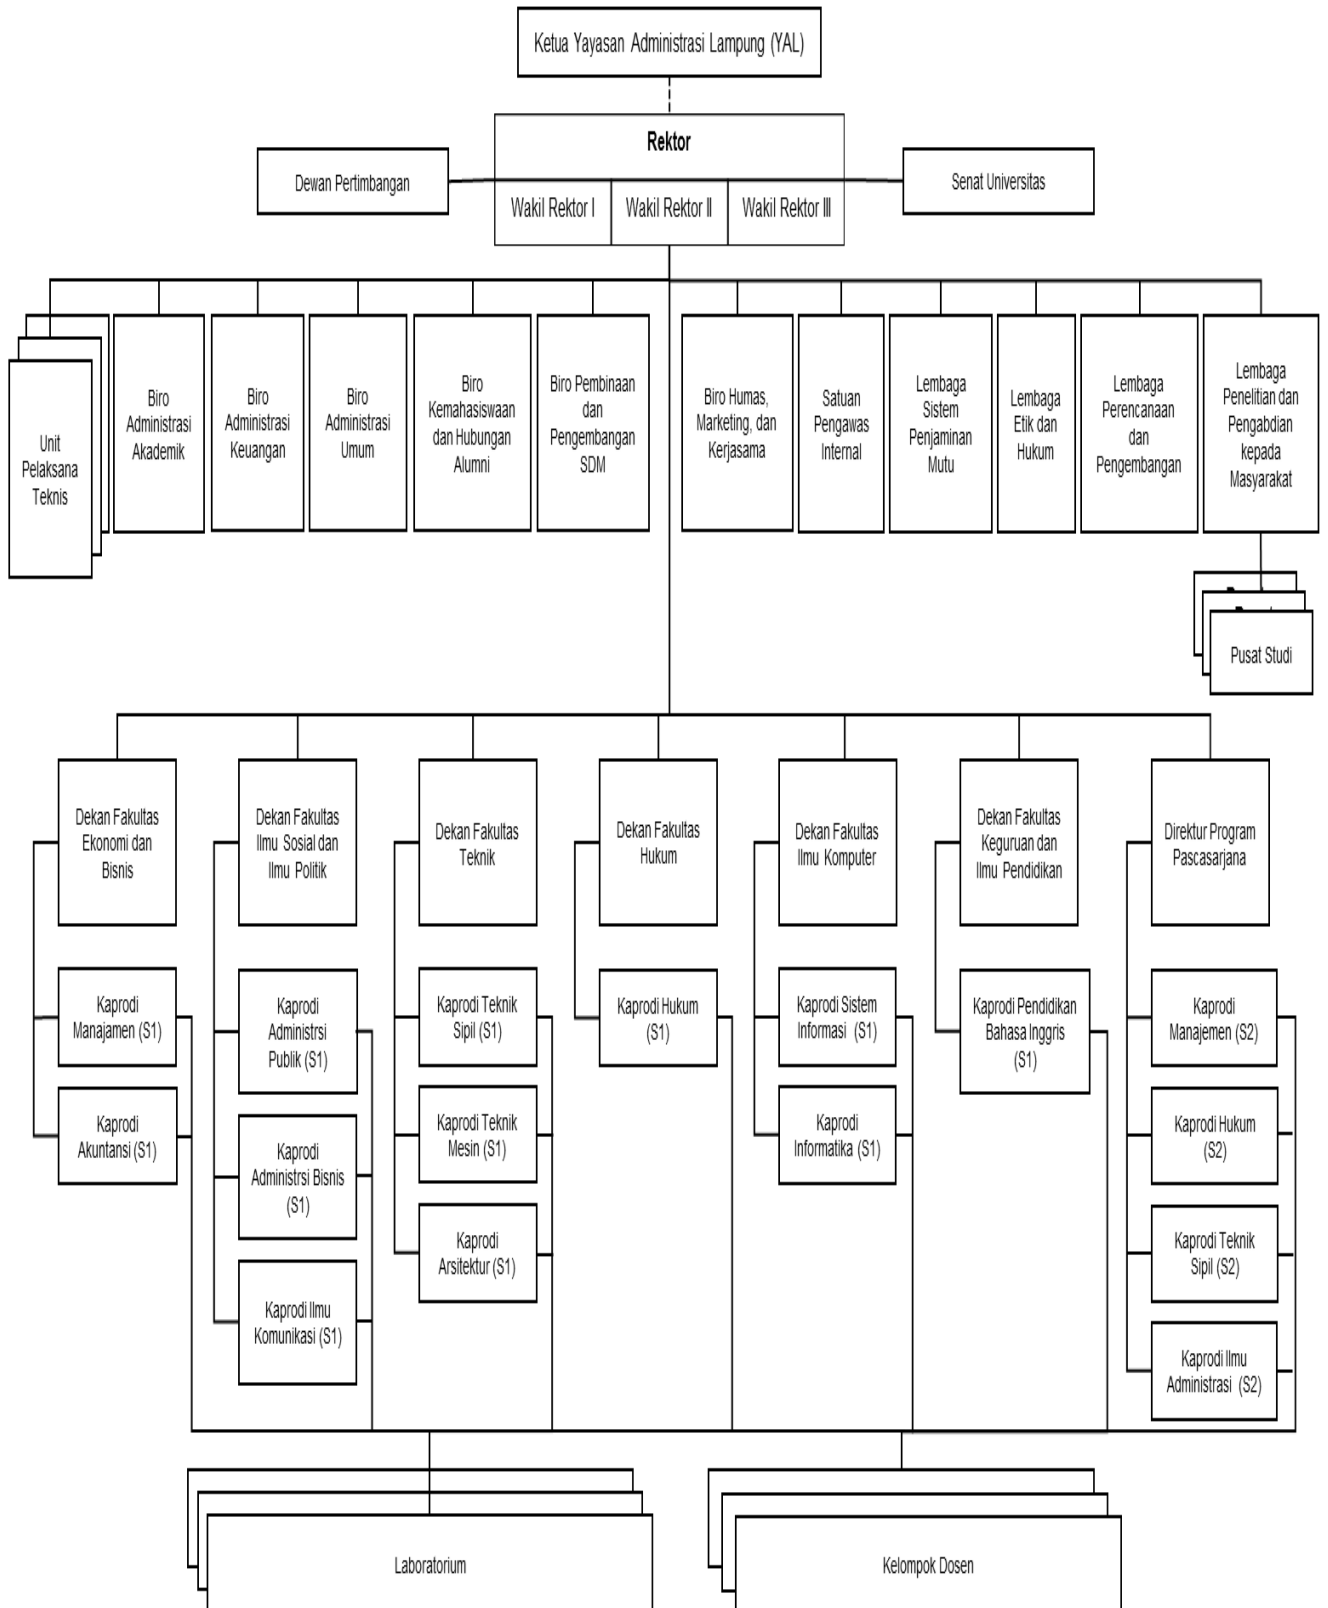 Ketua Yayasan Administrasi Lampung (YAL)
Rektor
Dewan Pertimbangan
Senat Universitas
Wakil Rektor I
Wakil Rektor II
Wakil Rektor III
Unit
Pelaksana
Teknis
Biro
Administrasi
Akademik
Biro
Administrasi
Keuangan
Biro
Administrasi
Umum
Biro
Kemahasiswaan
dan Hubungan
Alumni
Biro Pembinaan
dan
Pengembangan
SDM
Biro Humas,
Marketing, dan
Kerjasama
Satuan
Pengawas
Internal
Lembaga
Sistem
Penjaminan
Mutu
Lembaga
Etik dan
Hukum
Lembaga
Perencanaan
dan
Pengembangan
Lembaga
Penelitian dan
Pengabdian
kepada
Masyarakat
Pusat Studi
Dekan Fakultas
Ekonomi dan
Bisnis
Dekan Fakultas
Ilmu Sosial dan
Ilmu Politik
Dekan Fakultas
Teknik
Dekan Fakultas
Hukum
Dekan Fakultas
Ilmu Komputer
Dekan Fakultas
Keguruan dan
Ilmu Pendidikan
Direktur Program
Pascasarjana
Kaprodi
Manajamen (S1)
Kaprodi
Administrsi
Publik (S1)
Kaprodi Teknik
Sipil (S1)
Kaprodi Hukum
(S1)
Kaprodi Sistem
Informasi (S1)
Kaprodi Pendidikan
Bahasa Inggris
(S1)
Kaprodi
Manajemen (S2)
Kaprodi
Akuntansi (S1)
Kaprodi
Administrsi Bisnis
(S1)
Kaprodi Teknik
Mesin (S1)
Kaprodi
Informatika (S1)
Kaprodi Hukum
(S2)
Kaprodi Ilmu
Komunikasi (S1)
Kaprodi
Arsitektur (S1)
Kaprodi Teknik
Sipil (S2)
Kaprodi Ilmu
Administrasi (S2)
Laboratorium
Kelompok Dosen